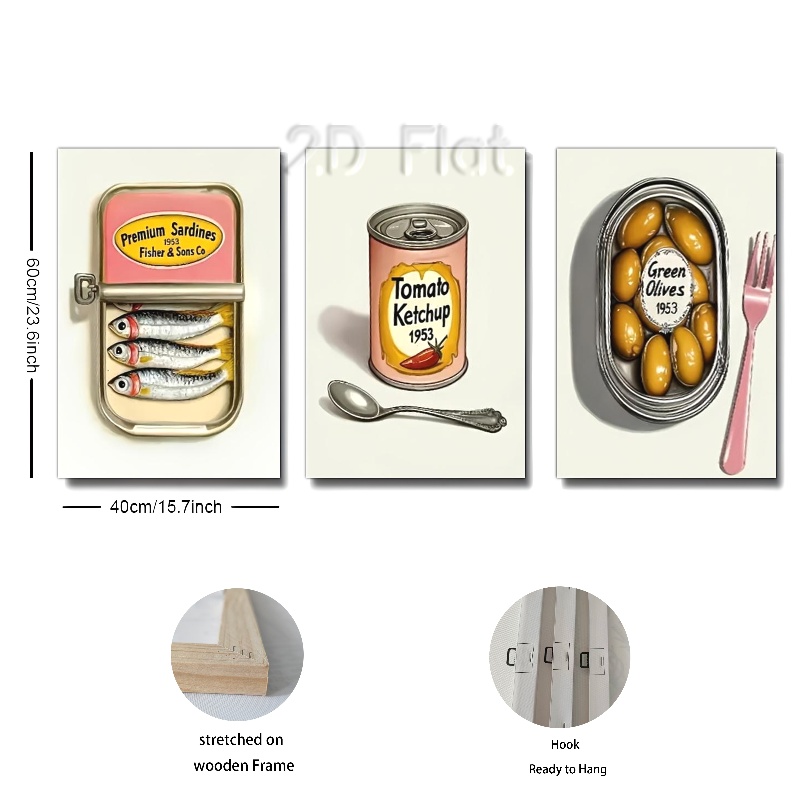 2D Flat
Premium Sardines
1953
Fisher & Sons Co
Tomato
Ketchup
1953
Green
Olives
1953
60cm/23.6inch
40cm/15.7inch
stretched on
wooden Frame
Hook
Ready to Hang